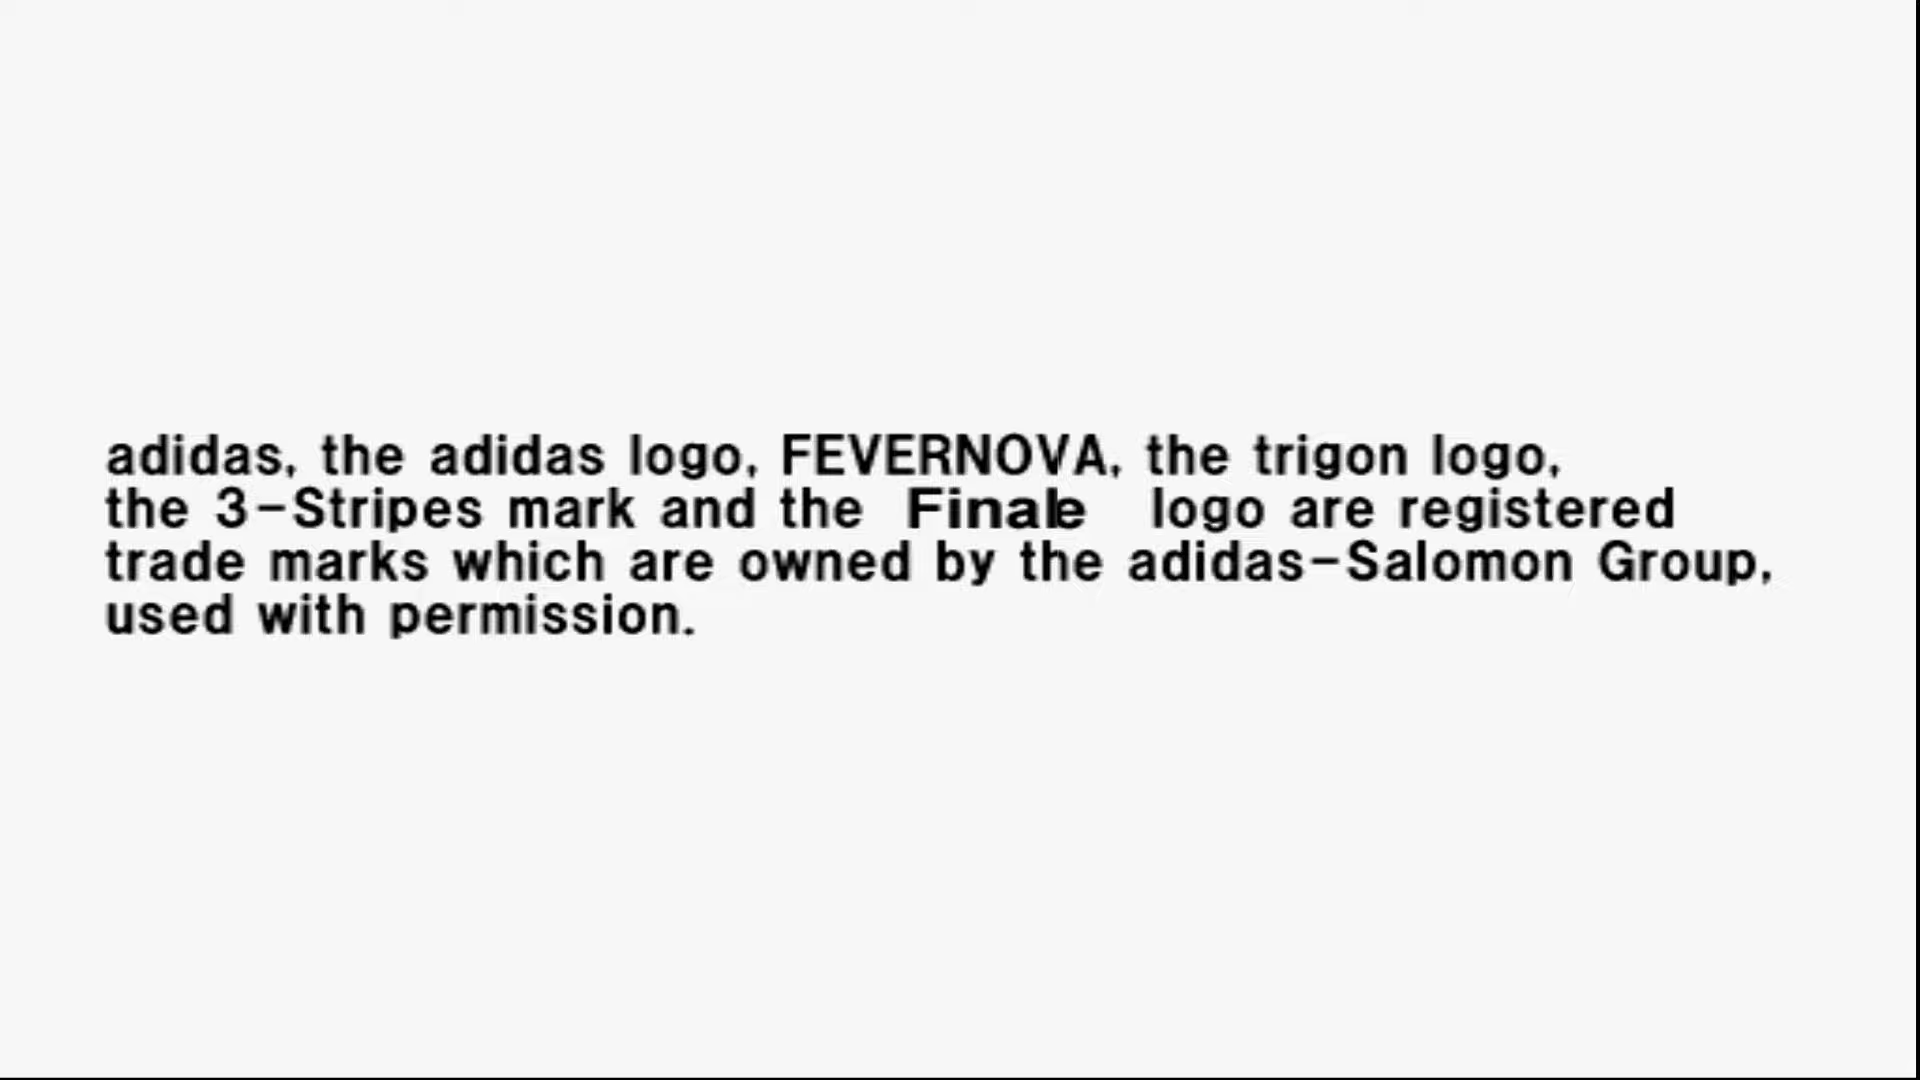 adidas, the adidas logo, FEVERNOVA, the trigon logo,
the 3-Stripes mark and the Finale logo are registered
trade marks which are owned by the adidas-Salomon Group,
used with permission.